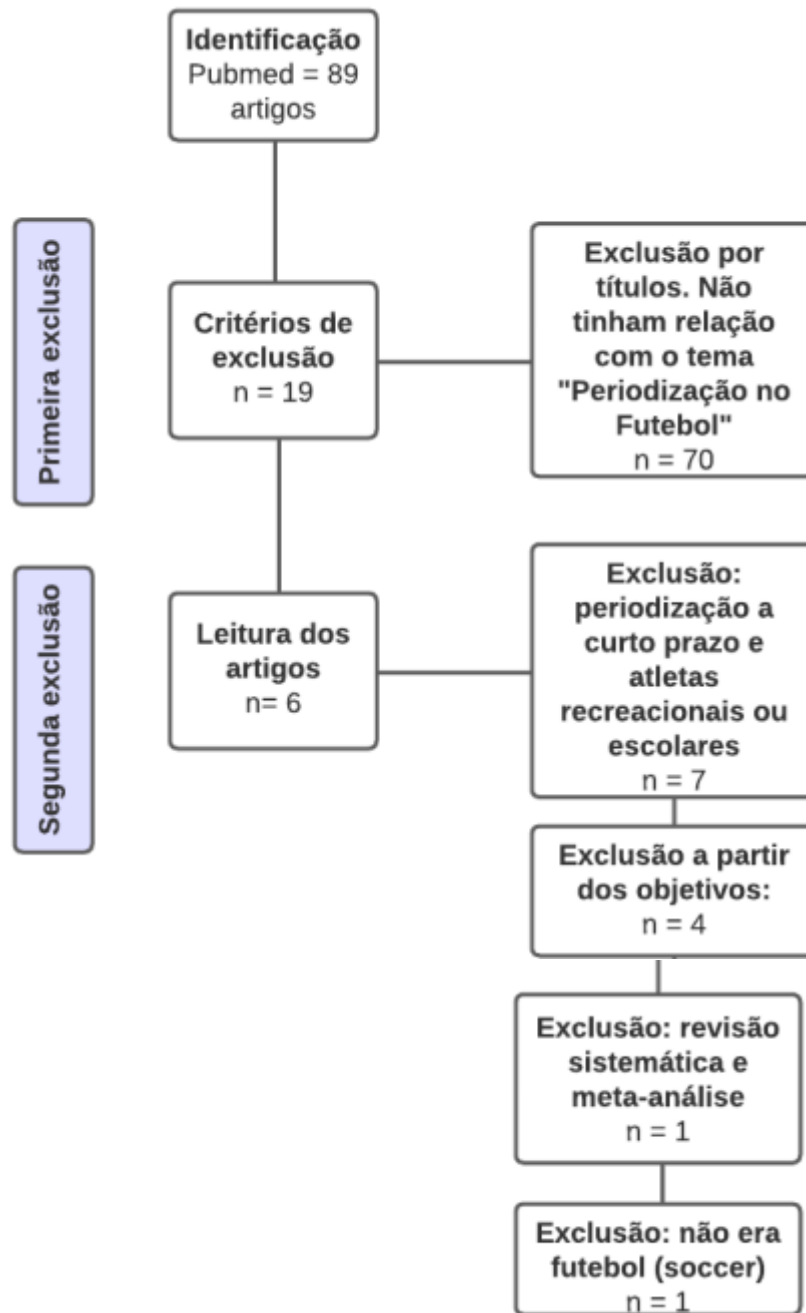 Identificação
Pubmed = 89
artigos
Primeira exclusão
Critérios de
exclusão
n = 19
Exclusão por
títulos. Não
tinham relação
com o tema
"Periodização no
Futebol"
n = 70
Segunda exclusão
Leitura dos
artigos
n= 6
Exclusão:
periodização a
curto prazo e
atletas
recreacionais ou
escolares
n = 7
Exclusão a partir
dos objetivos:
n = 4
Exclusão: revisão
sistemática e
meta-análise
n = 1
Exclusão: não era
futebol (soccer)
n = 1